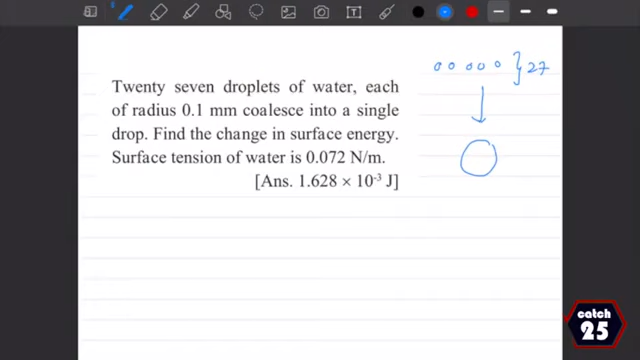 Twenty seven droplets of water, each
of radius 0.1 mm coalesce into a single
drop. Find the change in surface energy.
Surface tension of water is 0.072 N/m.
[Ans. 1.628 × 10⁻³ J]
27
catch
25